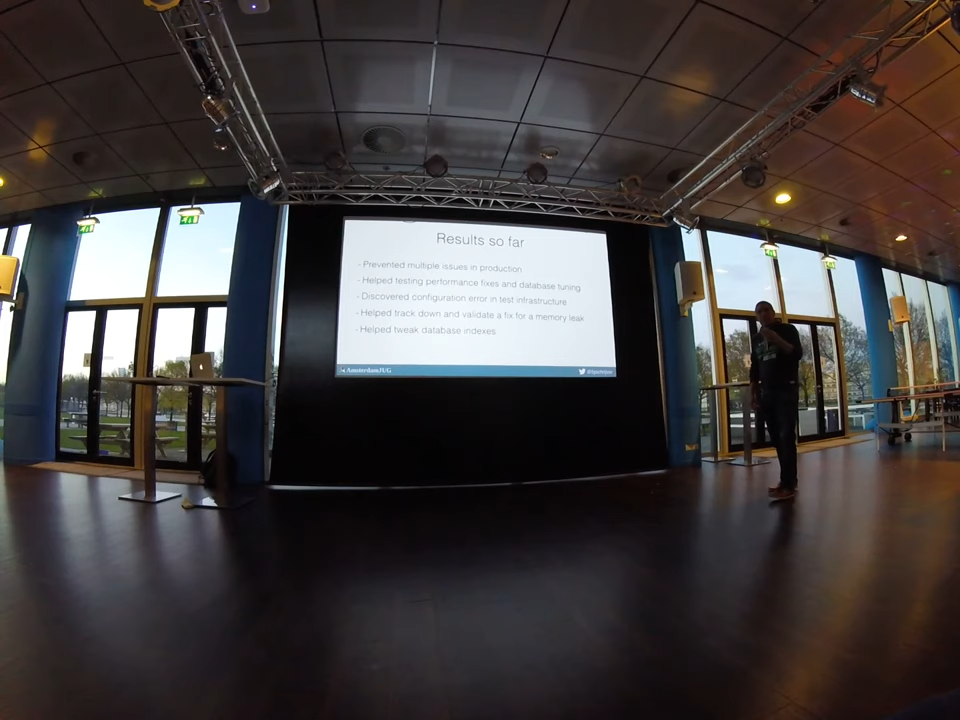 Results so far
- Prevented multiple issues in production
- Helped testing performance fixes and database tuning
- Discovered configuration error in test infrastructure
- Helped track down and validate a fix for a memory leak
- Helped tweak database indexes
AmsterdamJUG